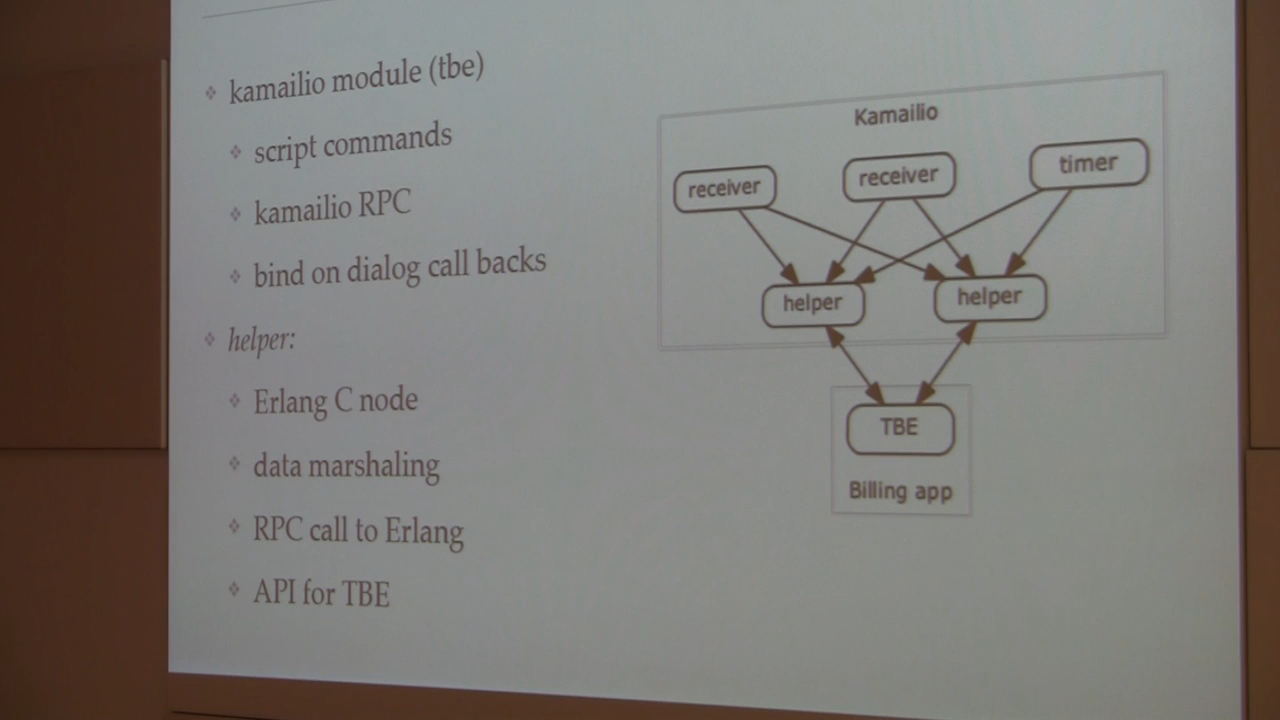 kamailio module (tbe)
script commands
kamailio RPC
bind on dialog call backs
helper:
Erlang C node
data marshaling
RPC call to Erlang
API for TBE
Kamailio
receiver
receiver
timer
helper
helper
TBE
Billing app